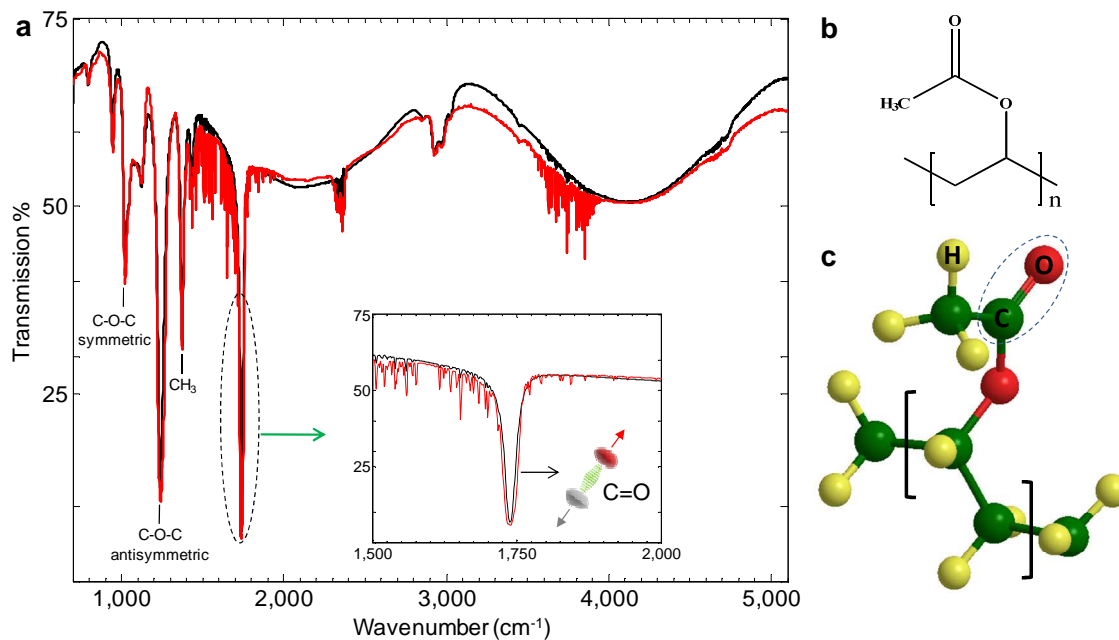 a
Transmission %
75
50
25
C-O-C
symmetric
C-O-C
antisymmetric
CH3
75
50
25
1,500
1,750
2,000
C=O
1,000
2,000
3,000
4,000
5,000
Wavenumber (cm-1)
b
O
H3C
O
n
c
H
O
C